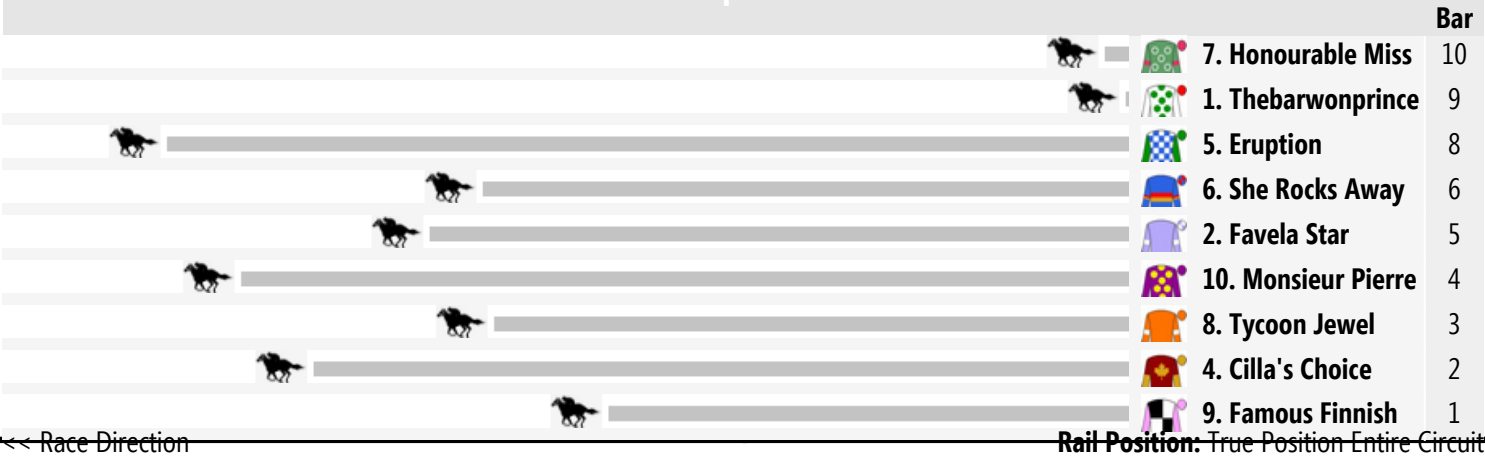 Bar
7. Honourable Miss 10
1. Thebarwonprince 9
5. Eruption 8
6. She Rocks Away 6
2. Favela Star 5
10. Monsieur Pierre 4
8. Tycoon Jewel 3
4. Cilla's Choice 2
9. Famous Finnish 1
<< Race Direction Rail Position: True Position Entire Circuit